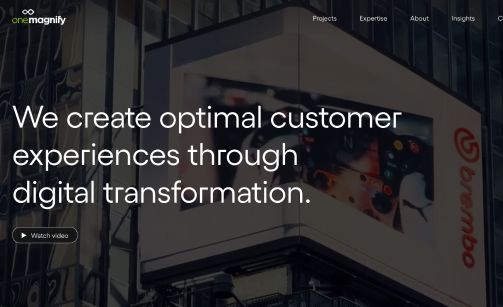 onemagnify
Projects
Expertise
About
Insights
C
We create optimal customer
experiences through
digital transformation.
Watch video
brembo